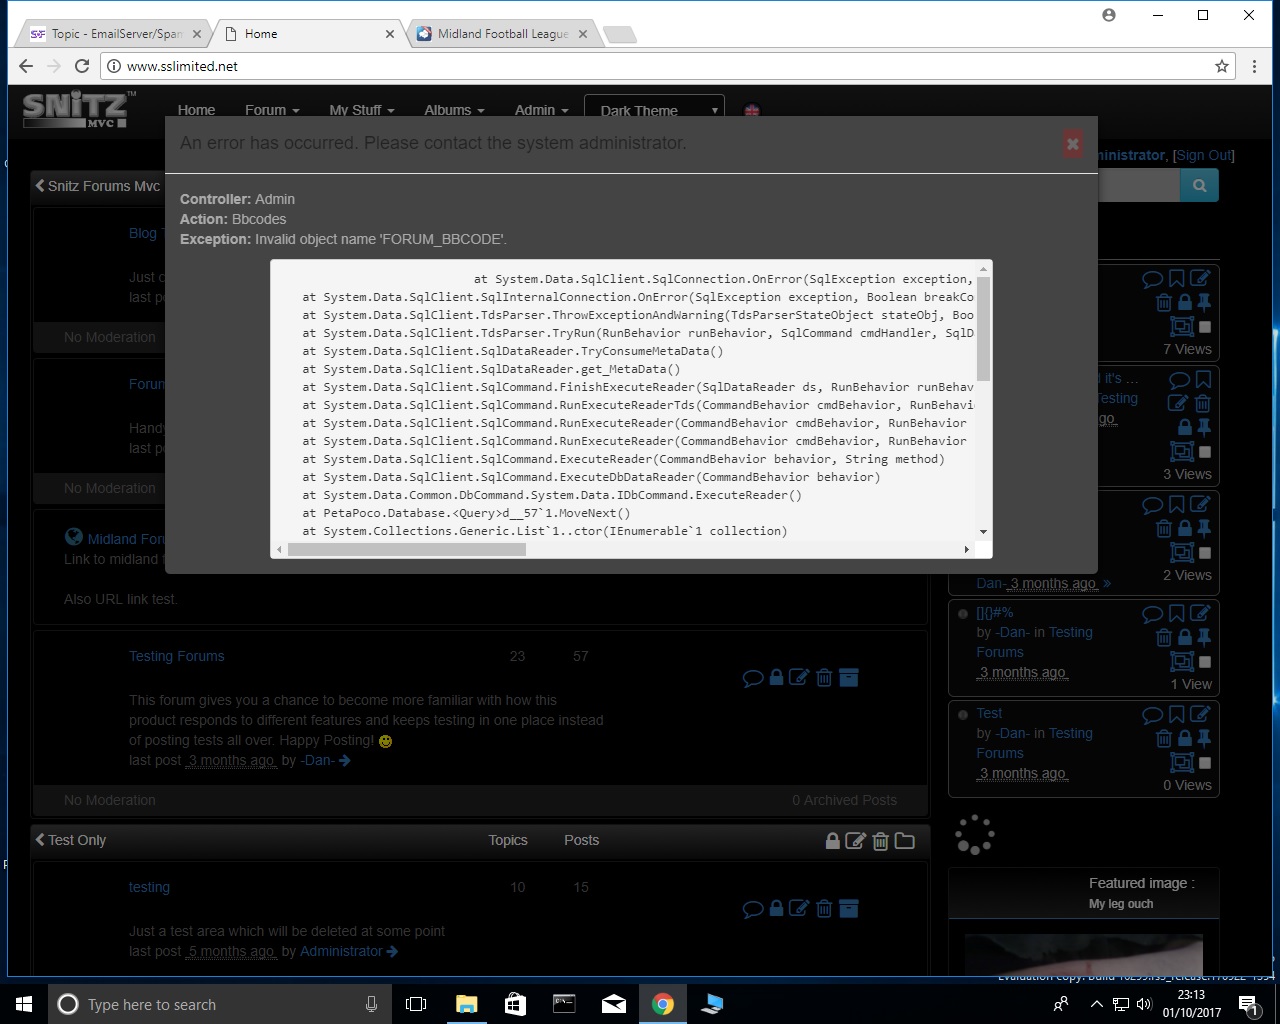 Topic - EmailServer/Spam
Home
Midland Football League
www.sslimited.net
SNiTZ™
MVC
Home Forum My Stuff Albums Admin Dark Theme
An error has occurred. Please contact the system administrator.
ministrator, [Sign Out]
Snitz Forums Mvc
Controller: Admin
Action: Bbcodes
Exception: Invalid object name 'FORUM_BBCODE'.
at System.Data.SqlClient.SqlConnection.OnError(SqlException exception,
at System.Data.SqlClient.SqlInternalConnection.OnError(SqlException exception, Boolean breakCo
at System.Data.SqlClient.TdsParser.ThrowExceptionAndWarning(TdsParserStateObject stateObj, Boo
at System.Data.SqlClient.TdsParser.TryRun(RunBehavior runBehavior, SqlCommand cmdHandler, SqlD
at System.Data.SqlClient.SqlDataReader.TryConsumeMetaData()
at System.Data.SqlClient.SqlDataReader.get_MetaData()
at System.Data.SqlClient.SqlCommand.FinishExecuteReader(SqlDataReader ds, RunBehavior runBehav
at System.Data.SqlClient.SqlCommand.RunExecuteReaderTds(CommandBehavior cmdBehavior, RunBehavi
at System.Data.SqlClient.SqlCommand.RunExecuteReader(CommandBehavior cmdBehavior, RunBehavior
at System.Data.SqlClient.SqlCommand.RunExecuteReader(CommandBehavior cmdBehavior, RunBehavior
at System.Data.SqlClient.SqlCommand.ExecuteReader(CommandBehavior behavior, String method)
at System.Data.SqlClient.SqlCommand.ExecuteDbDataReader(CommandBehavior behavior)
at System.Data.Common.DbCommand.System.Data.IDbCommand.ExecuteReader()
at PetaPoco.Database.<Query>d__57`1.MoveNext()
at System.Collections.Generic.List`1..ctor(IEnumerable`1 collection)
Blog T
Just c
last p
No Moderation
Forum
Handy
last po
No Moderation
Midland Foru
Link to midland f
Also URL link test.
Testing Forums 23 57
This forum gives you a chance to become more familiar with how this
product responds to different features and keeps testing in one place instead
of posting tests all over. Happy Posting!
last post 3 months ago by -Dan-
No Moderation 0 Archived Posts
Test Only Topics Posts
testing 10 15
Just a test area which will be deleted at some point
last post 5 months ago by Administrator
7 Views
d it's ...
Testing
ago
3 Views
2 Views
Dan- 3 months ago »
[]{}#%
by -Dan- in Testing
Forums
3 months ago
1 View
Test
by -Dan- in Testing
Forums
3 months ago
0 Views
Featured image :
My leg ouch
Type here to search
23:13
01/10/2017
1